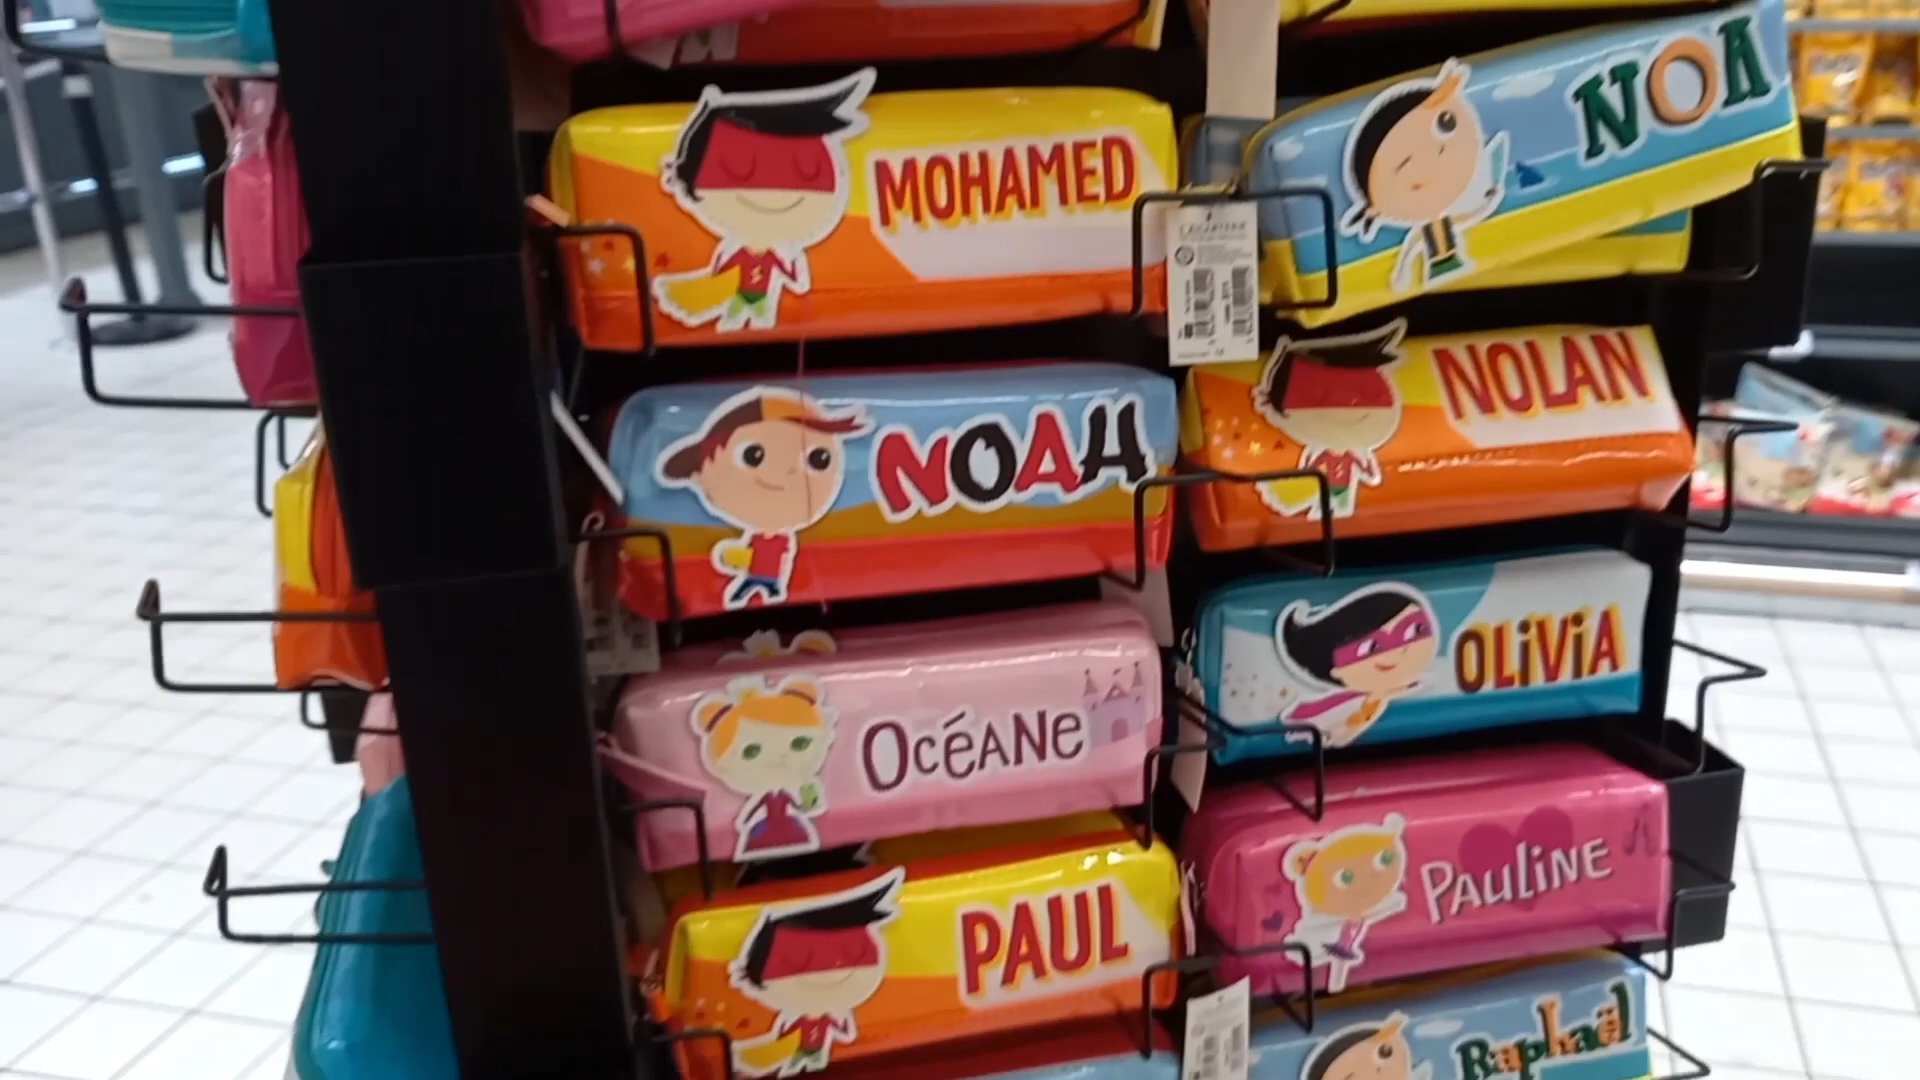 MOHAMED
NOA
NOAH
NOLAN
OCÉANE
OLiViA
PAUL
PAULINE
Raphaël